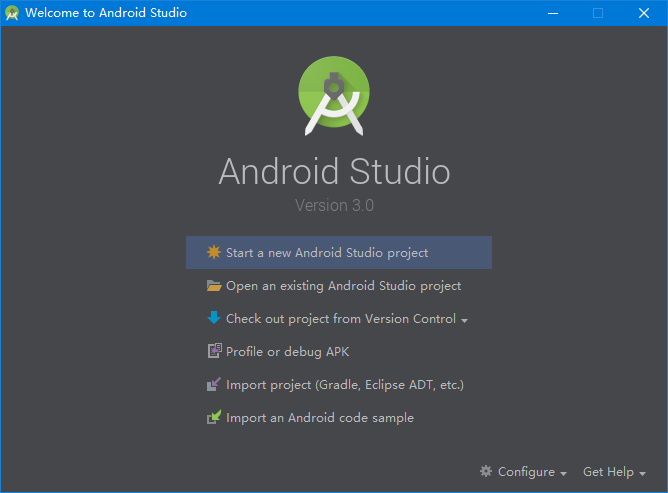 Welcome to Android Studio
Android Studio
Version 3.0
Start a new Android Studio project
Open an existing Android Studio project
Check out project from Version Control
Profile or debug APK
Import project (Gradle, Eclipse ADT, etc.)
Import an Android code sample
Configure Get Help